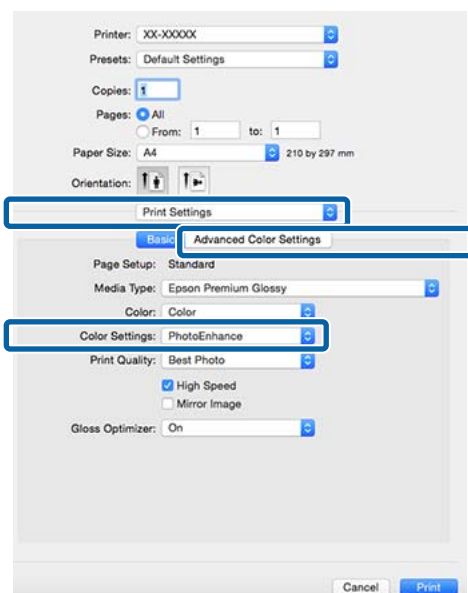 Printer: XX-XXXXX
Presets: Default Settings
Copies: 1
Pages: All
From: 1 to: 1
Paper Size: A4 210 by 297 mm
Orientation:
Print Settings
Basic Advanced Color Settings
Page Setup: Standard
Media Type: Epson Premium Glossy
Color: Color
Color Settings: PhotoEnhance
Print Quality: Best Photo
High Speed
Mirror Image
Gloss Optimizer: On
Cancel Print